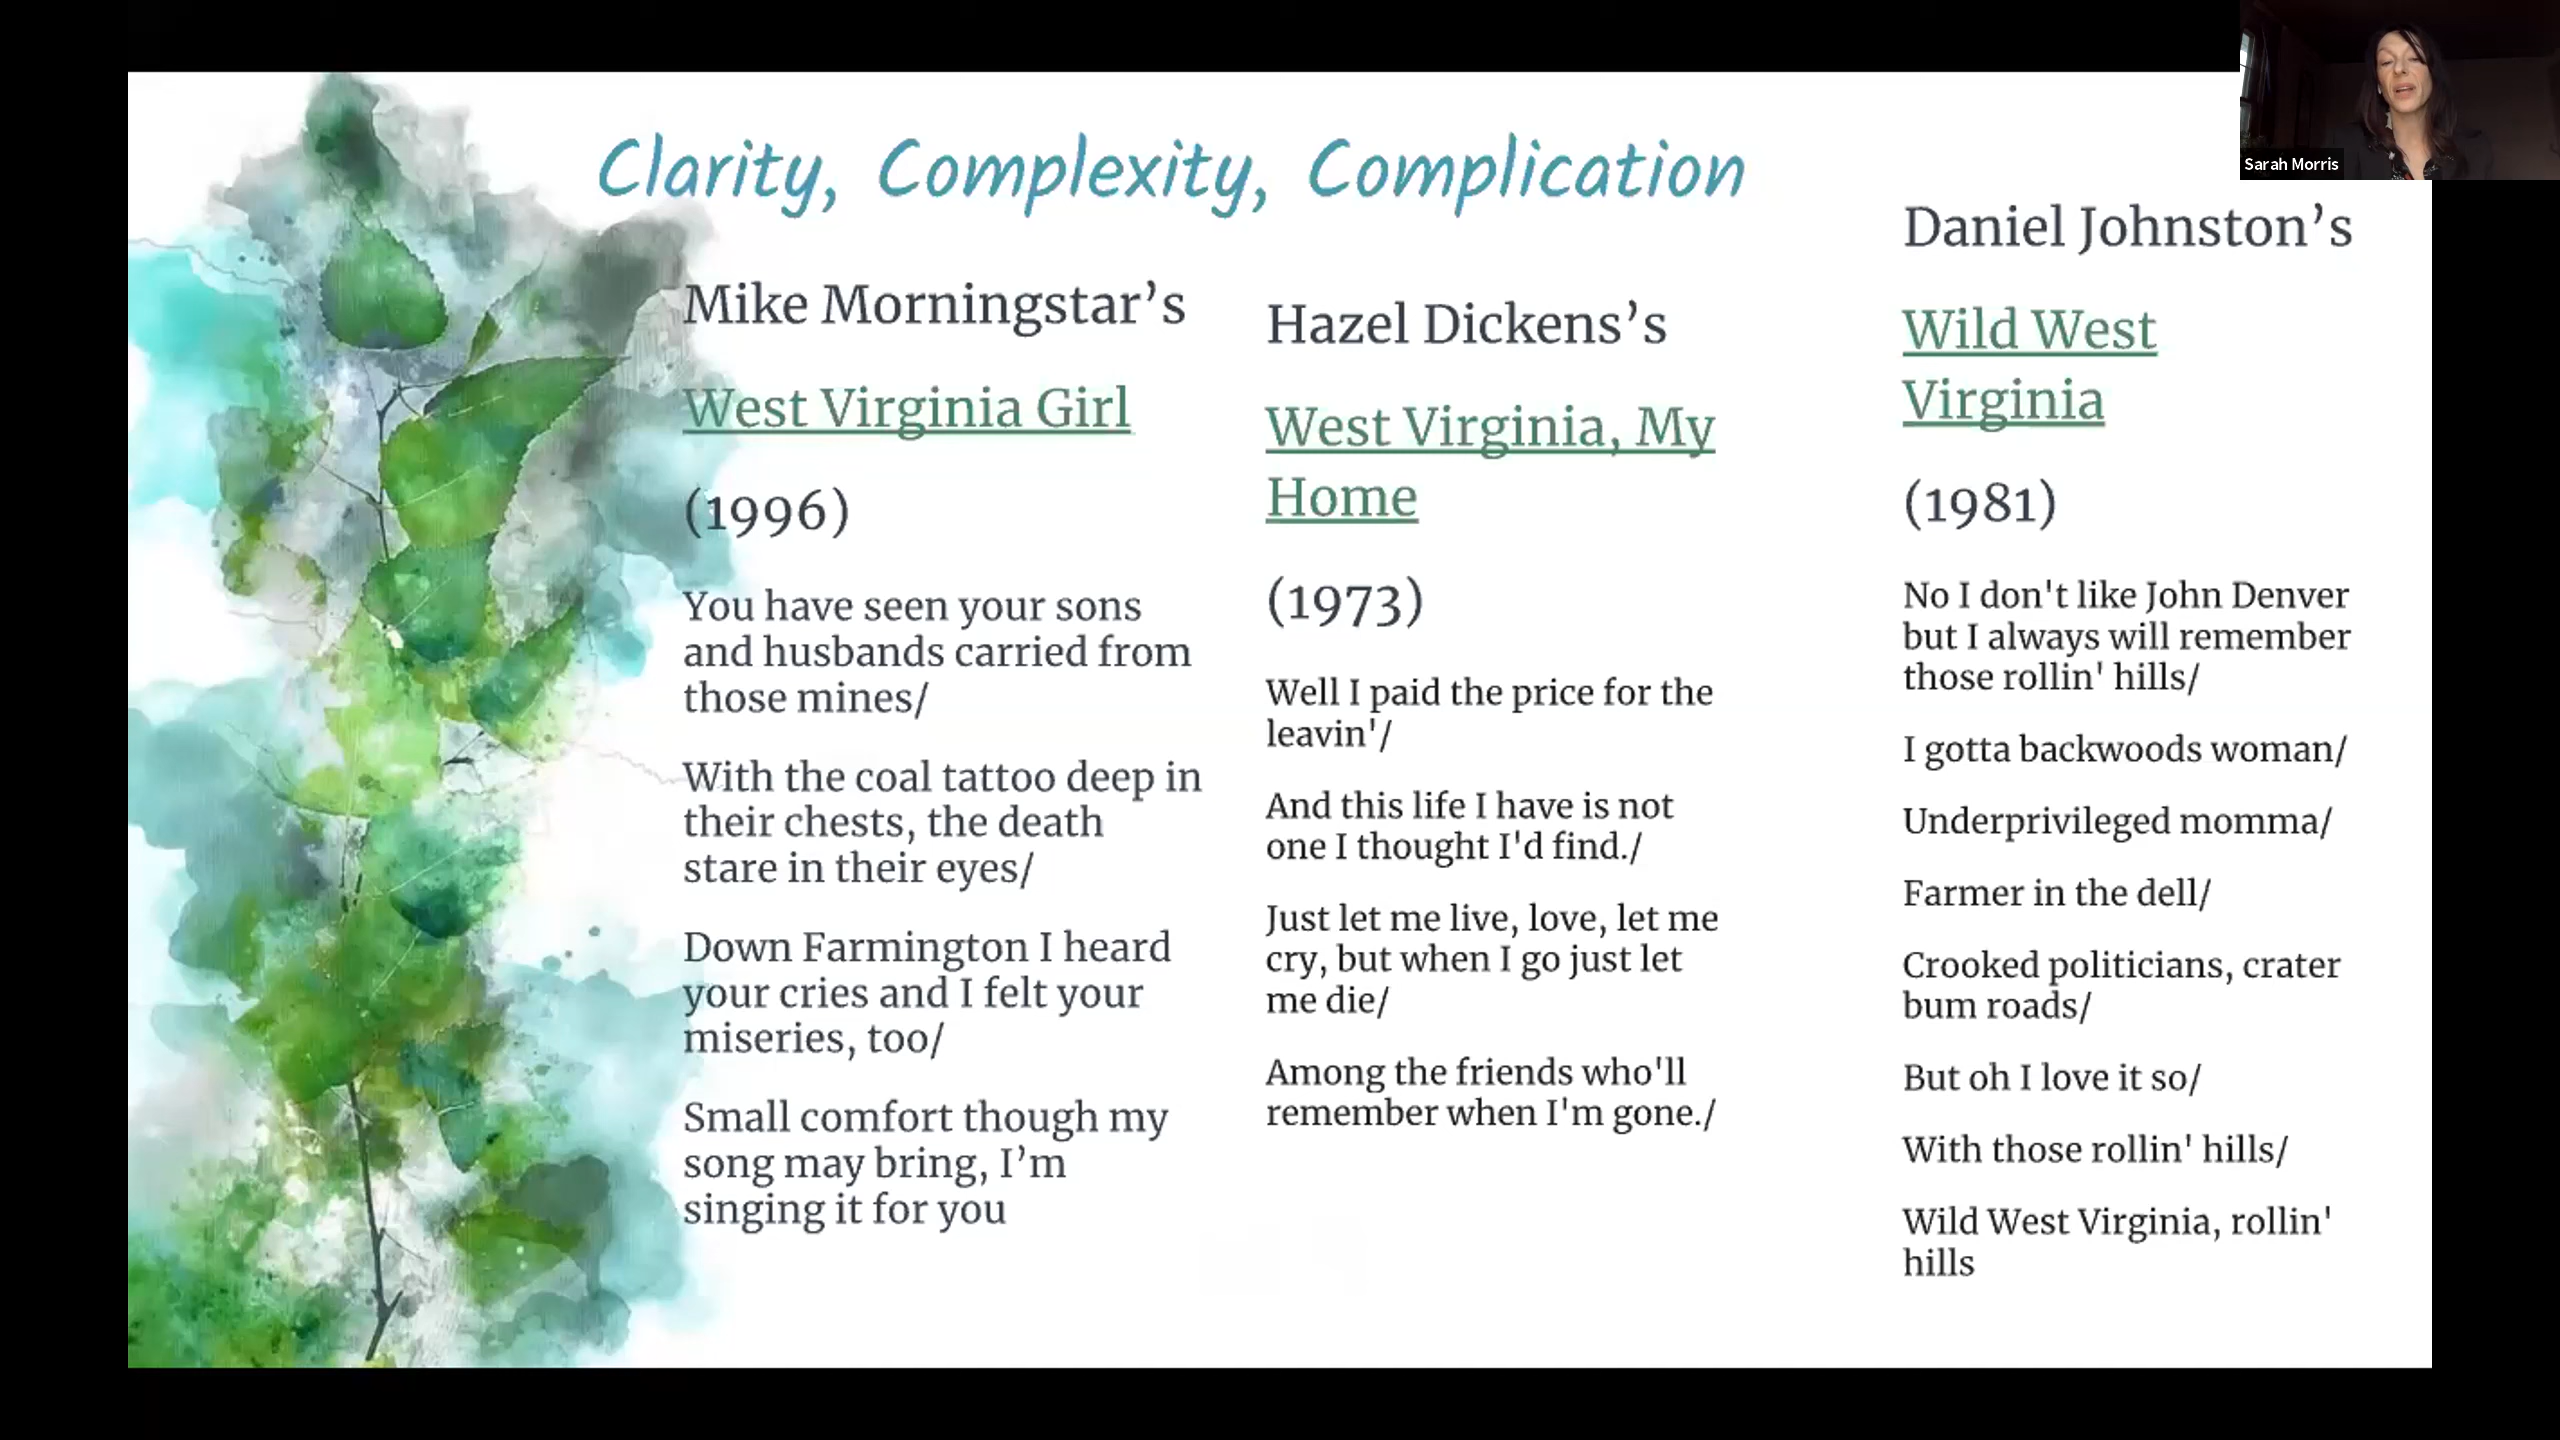 Clarity, Complexity, Complication
Sarah Morris
Mike Morningstar’s
West Virginia Girl
(1996)
You have seen your sons
and husbands carried from
those mines/
With the coal tattoo deep in
their chests, the death
stare in their eyes/
Down Farmington I heard
your cries and I felt your
miseries, too/
Small comfort though my
song may bring, I’m
singing it for you
Hazel Dickens’s
West Virginia, My
Home
(1973)
Well I paid the price for the
leavin'/
And this life I have is not
one I thought I'd find./
Just let me live, love, let me
cry, but when I go just let
me die/
Among the friends who'll
remember when I'm gone./
Daniel Johnston’s
Wild West
Virginia
(1981)
No I don't like John Denver
but I always will remember
those rollin' hills/
I gotta backwoods woman/
Underprivileged momma/
Farmer in the dell/
Crooked politicians, crater
bum roads/
But oh I love it so/
With those rollin' hills/
Wild West Virginia, rollin'
hills